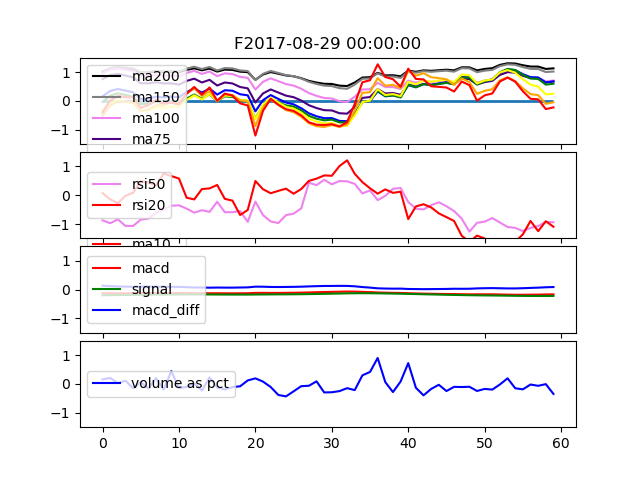 F2017-08-29 00:00:00
1
0
−1
ma200
ma150
ma100
ma75
1
0
−1
rsi50
rsi20
ma10
1
0
−1
macd
signal
macd_diff
1
0
−1
volume as pct
0 10 20 30 40 50 60